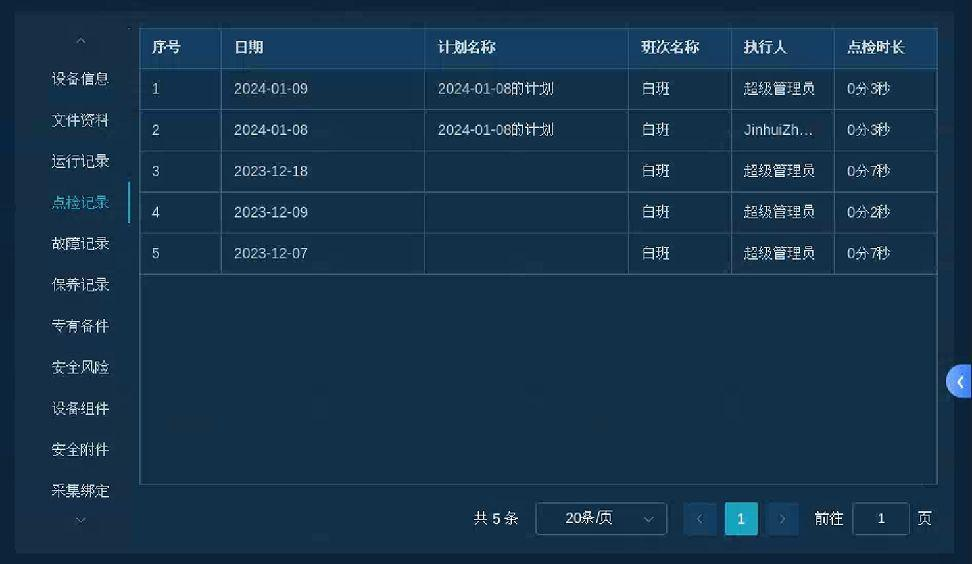 设备信息
文件资料
运行记录
点检记录
故障记录
保养记录
专有备件
安全风险
设备组件
安全附件
采集绑定
序号 日期 计划名称 班次名称 执行人 点检时长
1 2024-01-09 2024-01-08的计划 白班 超级管理员 0分3秒
2 2024-01-08 2024-01-08的计划 白班 JinhuiZh... 0分3秒
3 2023-12-18 白班 超级管理员 0分7秒
4 2023-12-09 白班 超级管理员 0分2秒
5 2023-12-07 白班 超级管理员 0分7秒
共 5 条 20条/页 1 前往 1 页